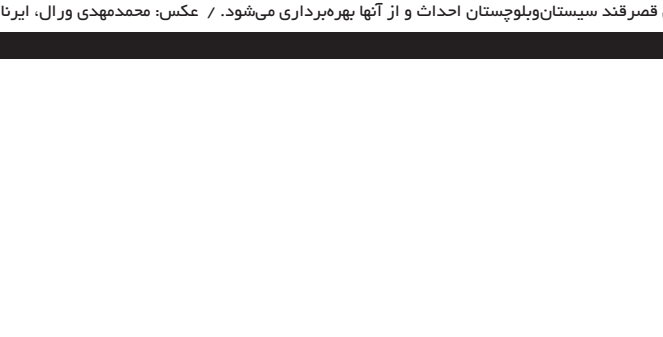 قصرقند سیستان‌وبلوچستان احداث و از آنها بهره‌برداری می‌شود. / عکس: محمدمهدی ورال، ایرنا